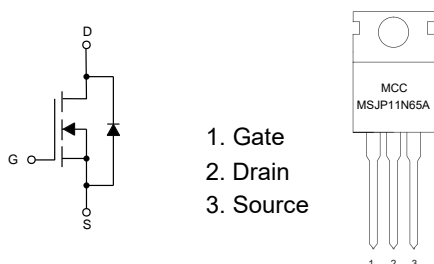 D
G
S
1. Gate
2. Drain
3. Source
MCC
MSJP11N65A
1 2 3